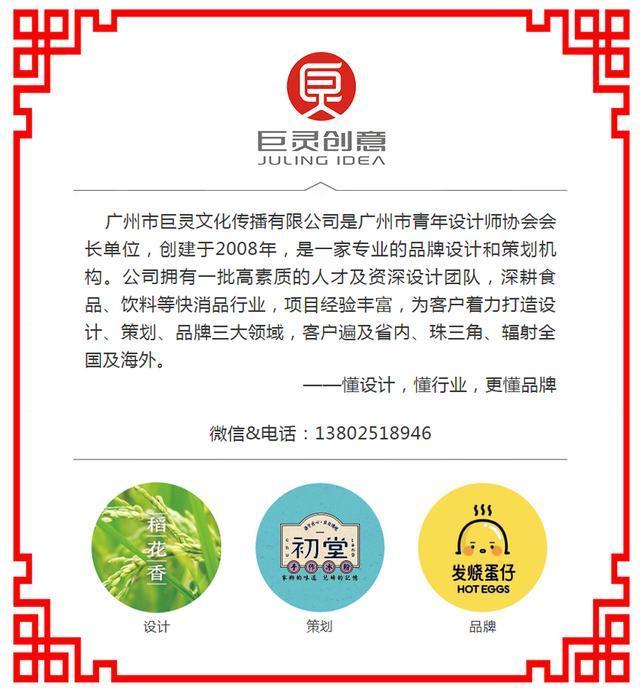 巨灵创意
JULING IDEA
广州市巨灵文化传播有限公司是广州市青年设计师协会会
长单位，创建于2008年，是一家专业的品牌设计和策划机
构。公司拥有一批高素质的人才及资深设计团队，深耕食
品、饮料等快消品行业，项目经验丰富，为客户着力打造设
计、策划、品牌三大领域，客户遍及省内、珠三角、辐射全
国及海外。
——懂设计，懂行业，更懂品牌
微信&电话：13802518946
稻花香
初堂
手作冰粉
家乡的味道 儿时的記憶
发烧蛋仔
HOT EGGS
设计
策划
品牌